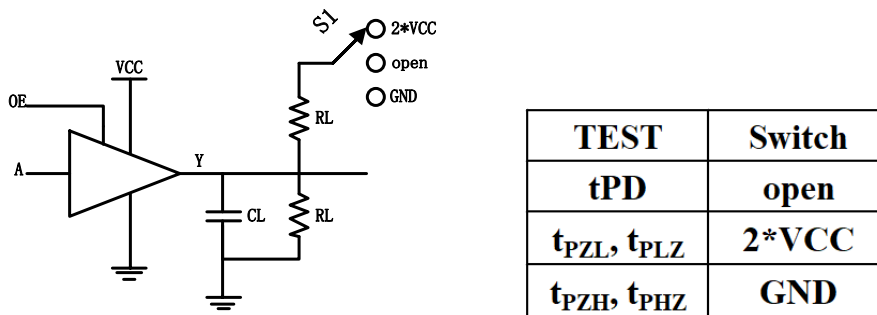 S1
2*VCC
open
GND
VCC
OE
RL
A
Y
CL
RL
TEST Switch
tPD open
tPZL, tPLZ 2*VCC
tPZH, tPHZ GND